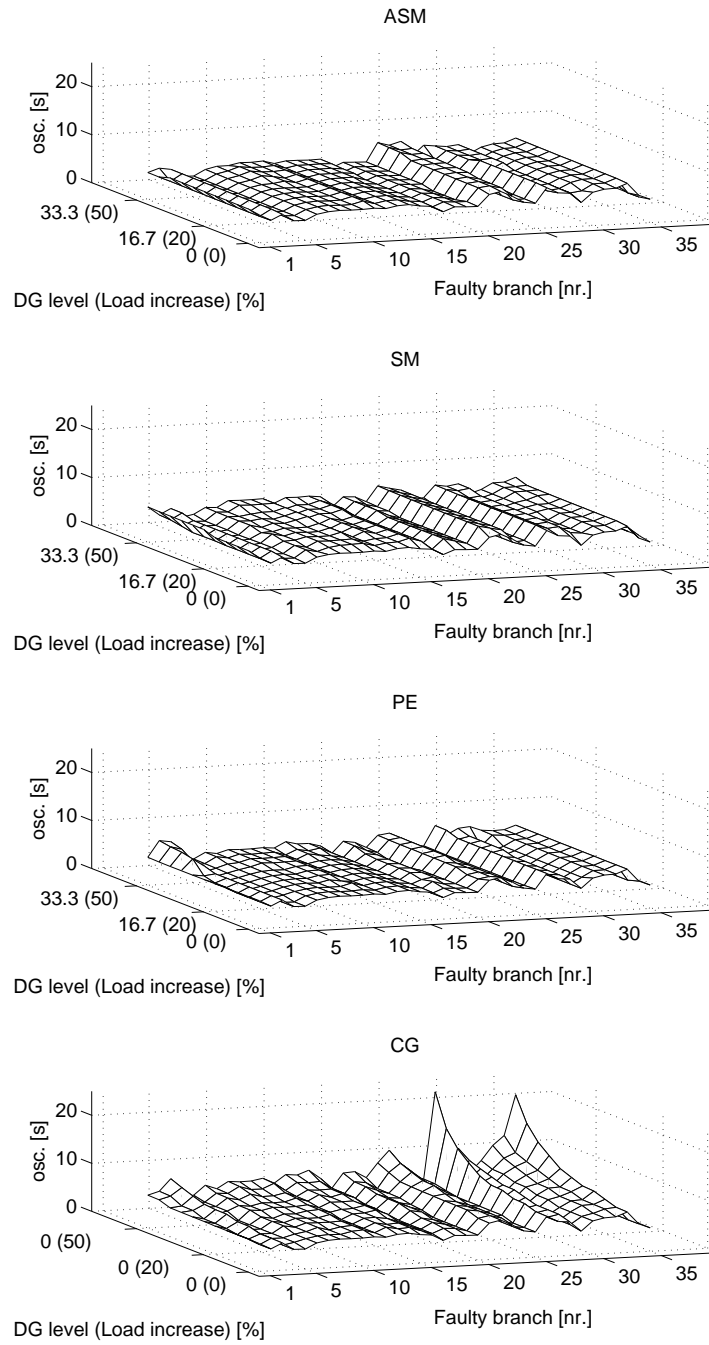 ASM
20
10
0
osc. [s]
33.3 (50)
16.7 (20)
0 (0)
1 5 10 15 20 25 30 35
Faulty branch [nr.]
DG level (Load increase) [%]
SM
20
10
0
osc. [s]
33.3 (50)
16.7 (20)
0 (0)
1 5 10 15 20 25 30 35
Faulty branch [nr.]
DG level (Load increase) [%]
PE
20
10
0
osc. [s]
33.3 (50)
16.7 (20)
0 (0)
1 5 10 15 20 25 30 35
Faulty branch [nr.]
DG level (Load increase) [%]
CG
20
10
0
osc. [s]
0 (50)
0 (20)
0 (0)
1 5 10 15 20 25 30 35
Faulty branch [nr.]
DG level (Load increase) [%]